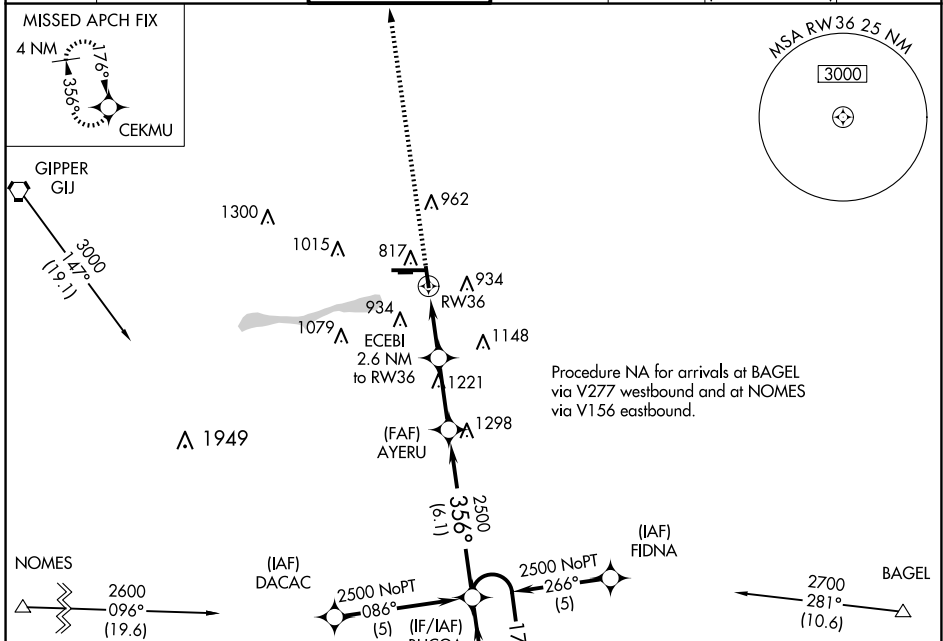 MISSED APCH FIX
4 NM
176°
356°
CEKMU
MSA RW36 25 NM
3000
GIPPER
GIJ
3000
147°
(19.1)
1300
962
1015
817
934
RW36
934
1079
ECEBI
2.6 NM
to RW36
1148
1221
Procedure NA for arrivals at BAGEL
via V277 westbound and at NOMES
via V156 eastbound.
1949
(FAF)
AYERU
1298
2500
356°
(6.1)
NOMES
2600
096°
(19.6)
(IAF)
DACAC
2500 NoPT
086°
(5)
(IF/IAF)
(IAF)
FIDNA
2500 NoPT
266°
(5)
BAGEL
2700
281°
(10.6)